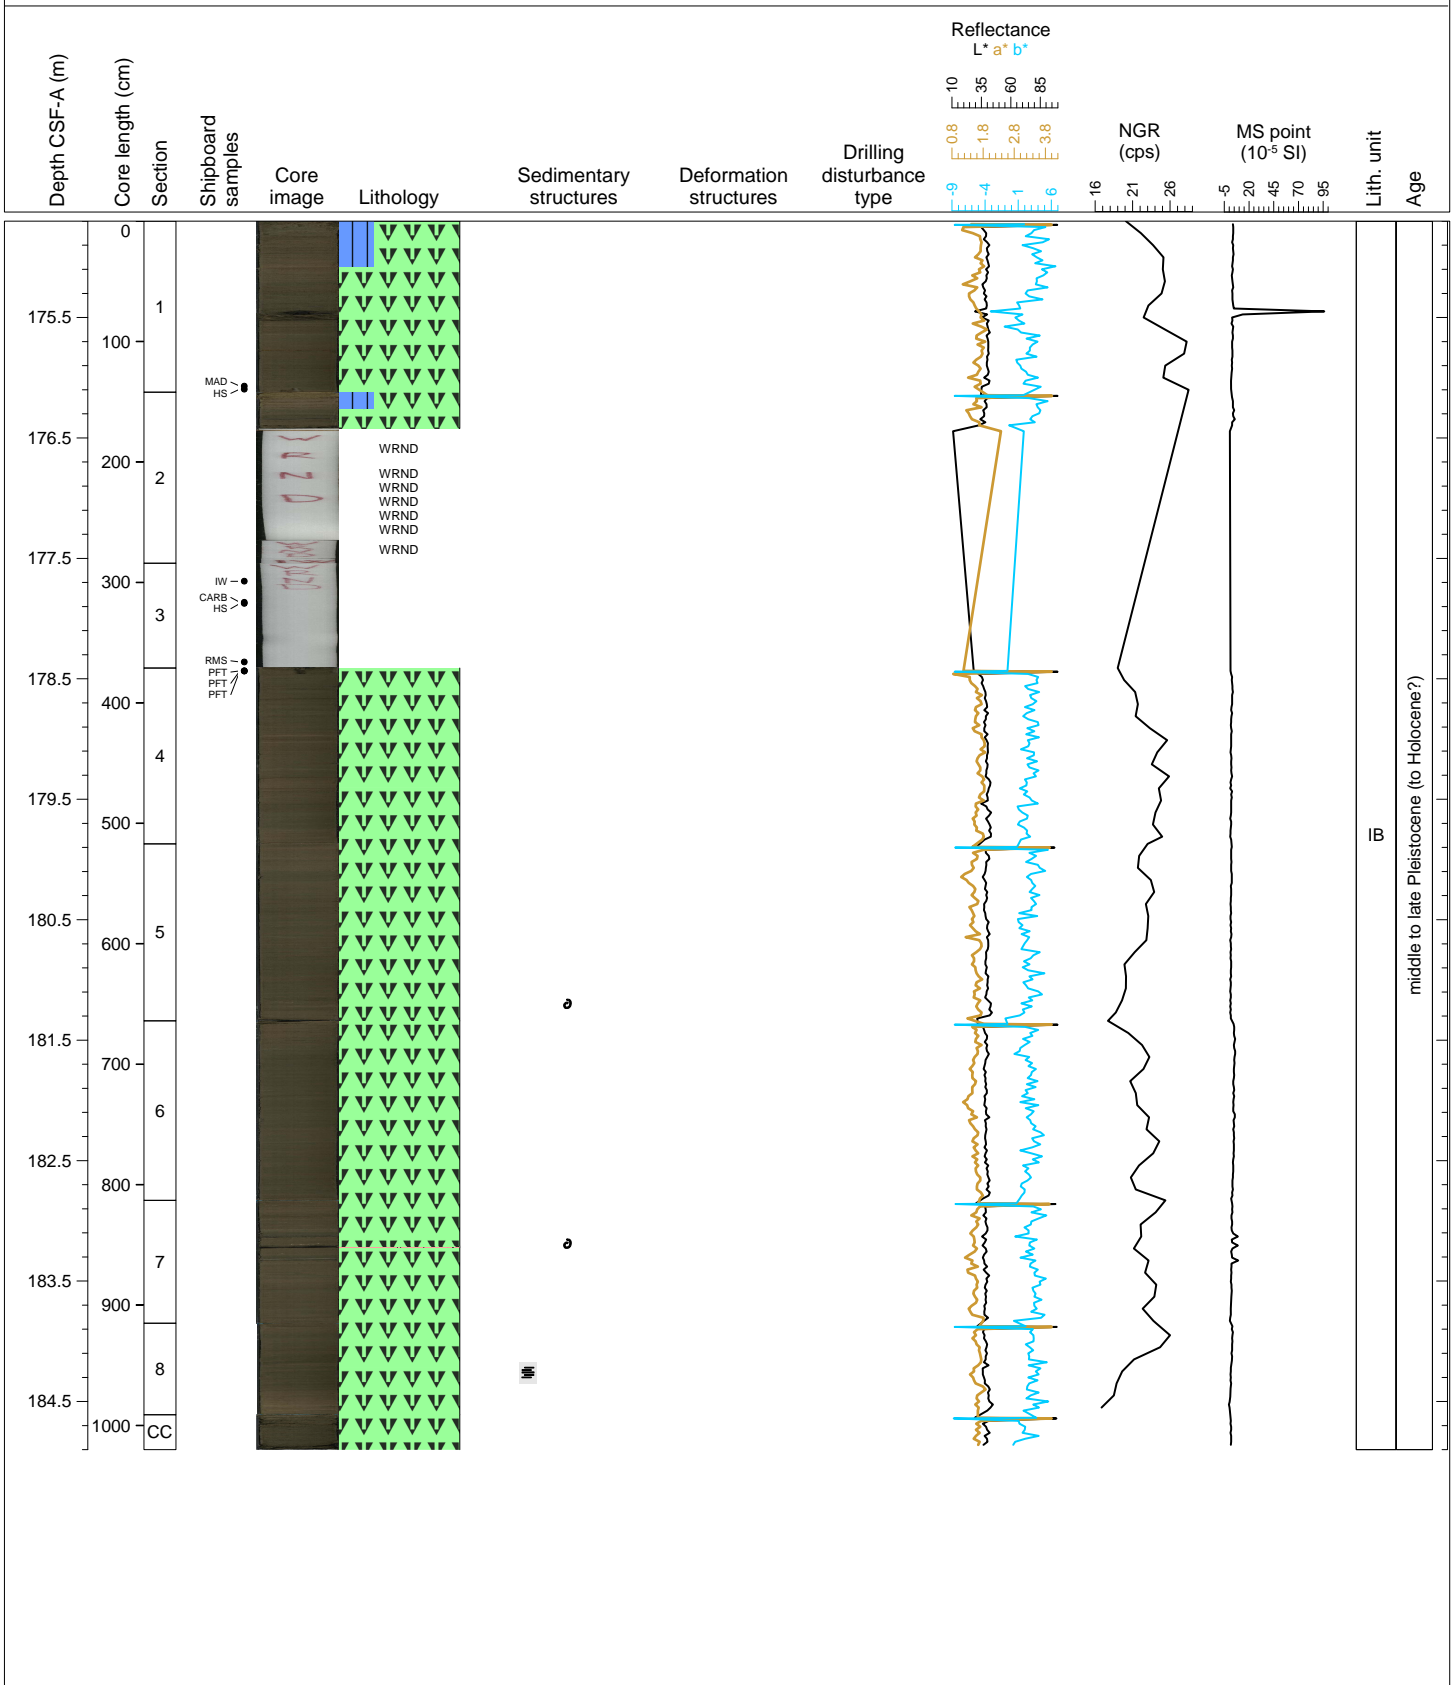 Depth CSF-A (m)
Core length (cm)
Section
Shipboard
samples
Core
image
Lithology
Sedimentary
structures
Deformation
structures
Drilling
disturbance
type
Reflectance
L* a* b*
10 35 60 85
0.8 1.8 2.8 3.8
-9 -4 1 6
NGR
(cps)
16 21 26
MS point
(10-5 SI)
-5 20 45 70 95
Lith. unit
Age
0
1
175.5
100
MAD
HS
176.5
WRND
200
2
WRND
WRND
WRND
WRND
WRND
WRND
177.5
300
IW
CARB
HS
3
RMS
PFT
PFT
PFT
178.5
400
4
179.5
500
IB
middle to late Pleistocene (to Holocene?)
180.5
5
600
181.5
700
6
182.5
800
7
183.5
900
8
184.5
1000
CC